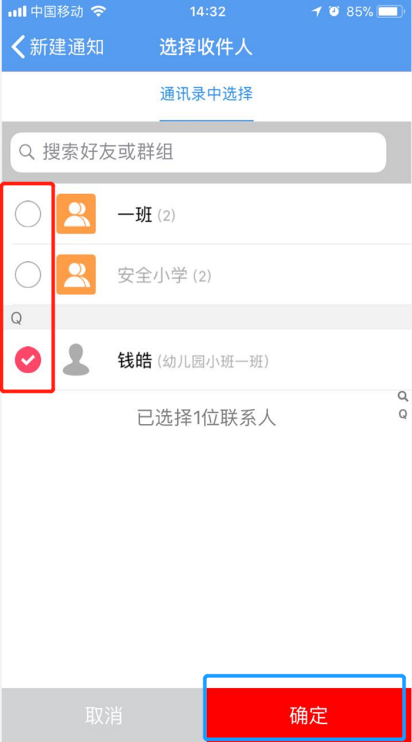 中国移动 14:32 85%
新建通知 选择收件人
通讯录中选择
搜索好友或群组
一班 (2)
安全小学 (2)
Q
钱皓 (幼儿园小班一班)
已选择1位联系人
Q
取消 确定